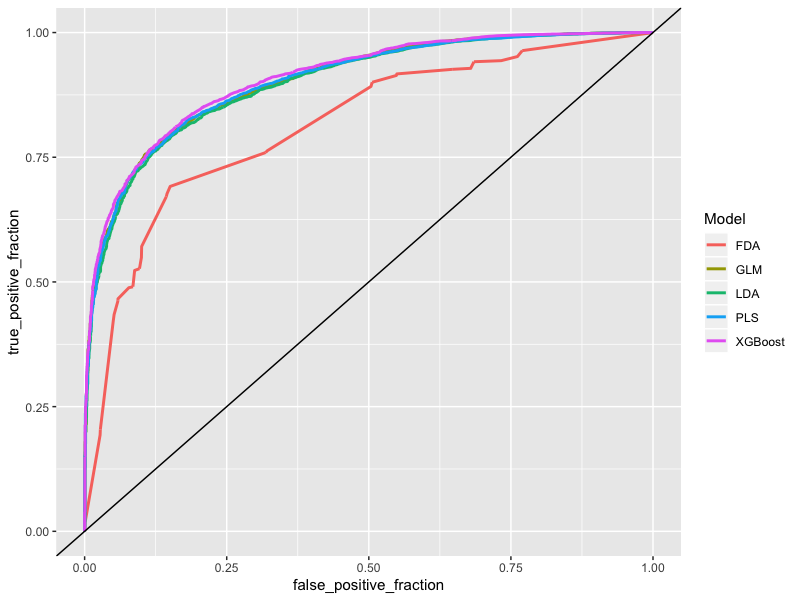 1.00
0.75
0.50
0.25
0.00
true_positive_fraction
0.00 0.25 0.50 0.75 1.00
false_positive_fraction
Model
FDA
GLM
LDA
PLS
XGBoost